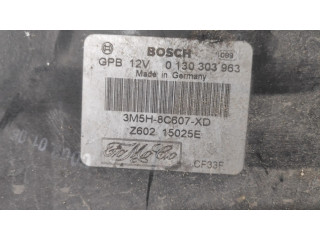 BOSCH
GPB 12V 0 130 303 963
Made in Germany
3M5H-8C607-XD
Z602 15025E
CF33F